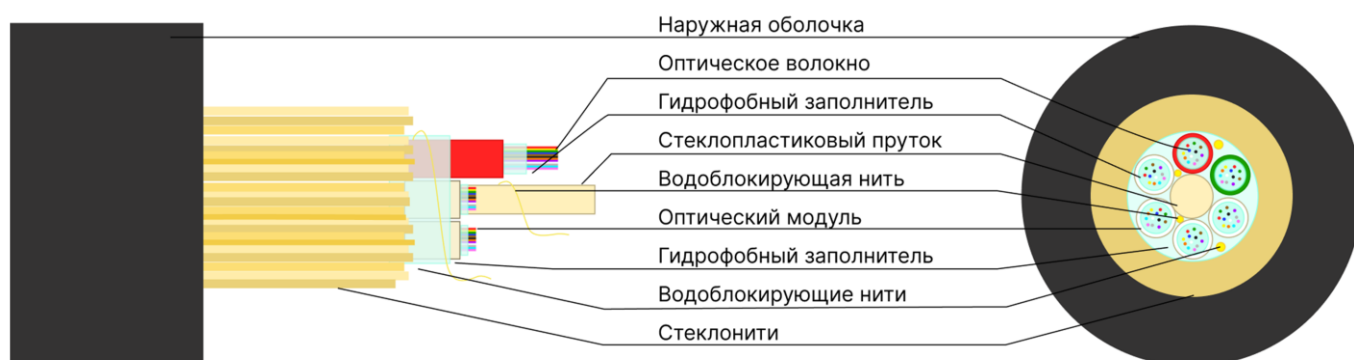 Наружная оболочка
Оптическое волокно
Гидрофобный заполнитель
Стеклопластиковый пруток
Водоблокирующая нить
Оптический модуль
Гидрофобный заполнитель
Водоблокирующие нити
Стеклонити